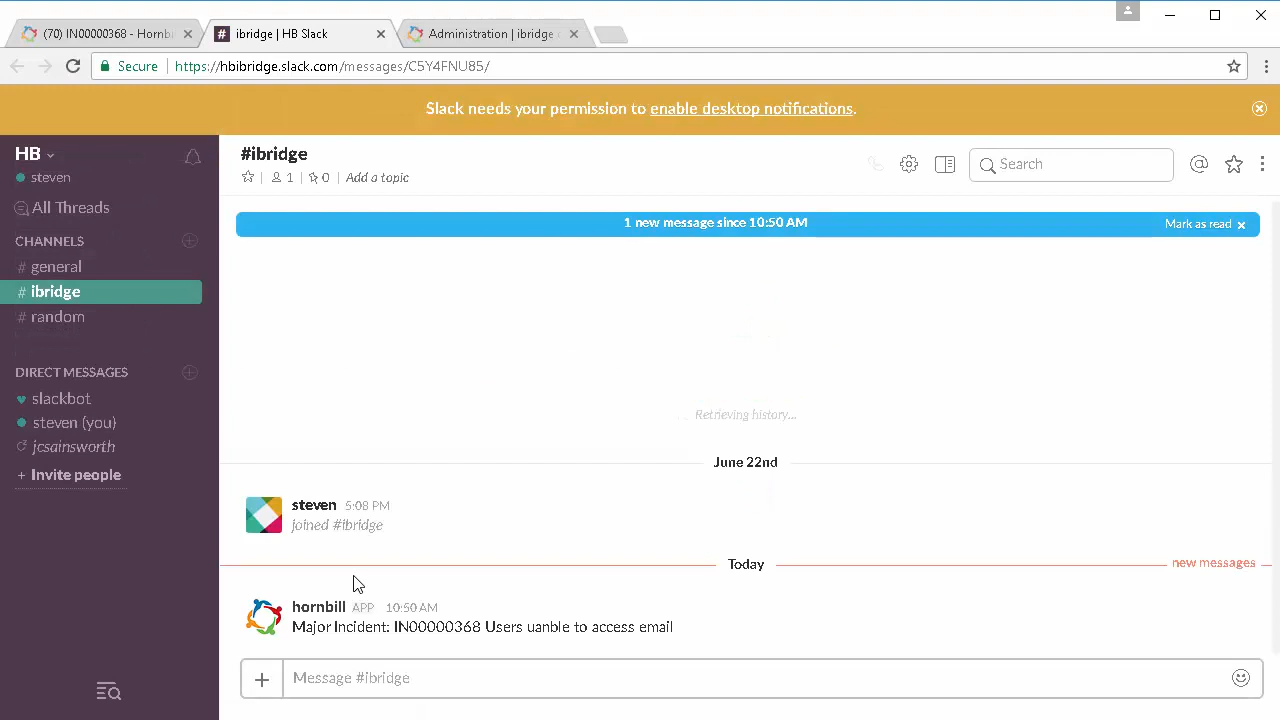 (70) IN00000368 - Hornbi
ibridge | HB Slack
Administration | ibridge
Secure https://hbibridge.slack.com/messages/C5Y4FNU85/
Slack needs your permission to enable desktop notifications.
HB
steven
All Threads
CHANNELS
# general
# ibridge
# random
DIRECT MESSAGES
slackbot
steven (you)
jcsainsworth
+ Invite people
#ibridge
1 | 0 | Add a topic
Search
1 new message since 10:50 AM
Mark as read
Retrieving history...
June 22nd
steven 5:08 PM
joined #ibridge
Today
new messages
hornbill APP 10:50 AM
Major Incident: IN00000368 Users uanble to access email
Message #ibridge